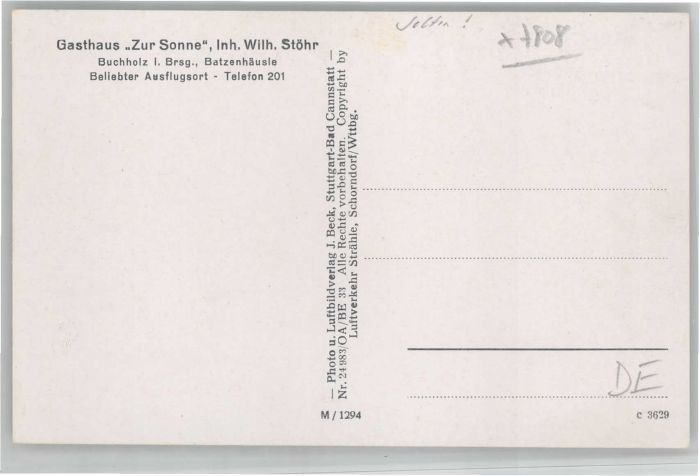 Gasthaus „Zur Sonne“, Inh. Wilh. Stöhr
Buchholz i. Brsg., Batzenhäusle
Beliebter Ausflugsort - Telefon 201
— Photo u. Luftbildverlag J. Beck, Stuttgart-Bad Cannstatt —
Nr. 24983/OA/BE 33 Alle Rechte vorbehalten. Copyright by
Luftverkehr Strähle, Schorndorf/Wttbg.
Selten !
x 7808
DE
M/1294
c 3629